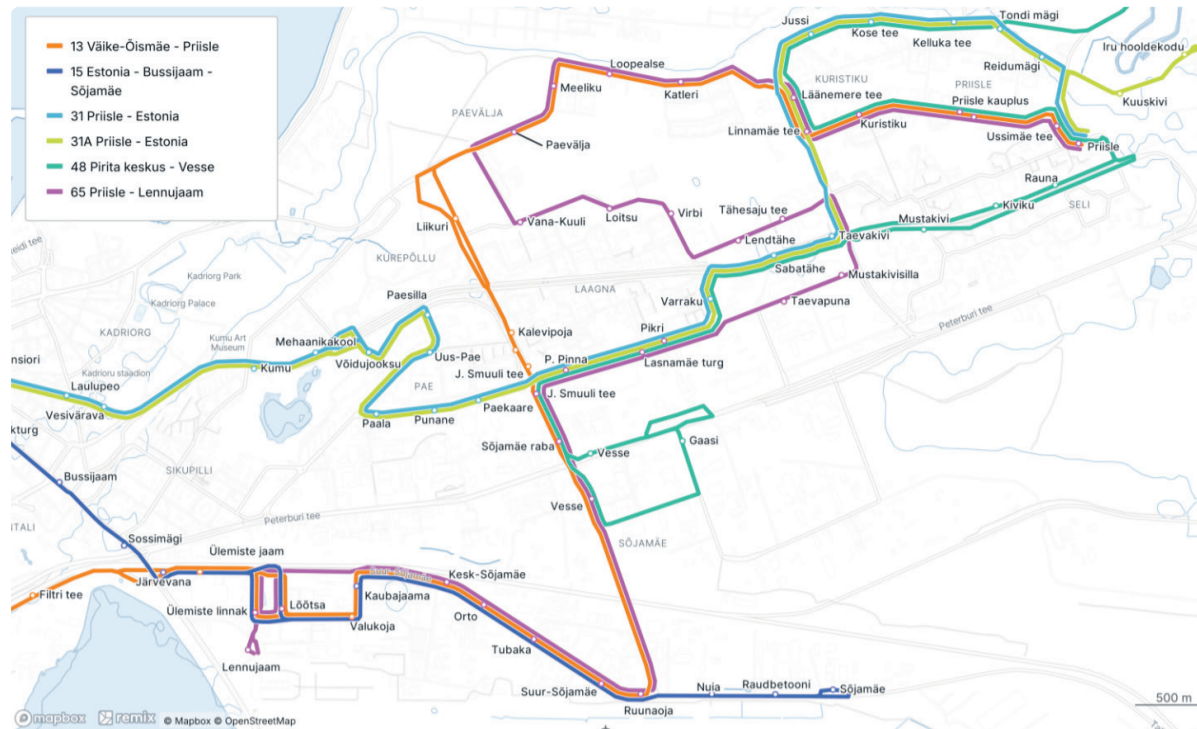 13 Väike-Õismäe - Priisle
15 Estonia - Bussijaam -
Sõjamäe
31 Priisle - Estonia
31A Priisle - Estonia
48 Pirita keskus - Vesse
65 Priisle - Lennujaam
Jussi
Kose tee
Kelluka tee
Tondi mägi
Iru hooldekodu
Reidumägi
Kuuskivi
Loopealse
Meeliku
Katleri
KURISTIKU
PRIISLE
Läänemere tee
Priisle kauplus
PAEVÄLJA
Linnamäe tee
Kuristiku
Ussimäe tee
Priisle
Paevälja
Rauna
SELI
Kiviku
Mustakivi
Tähesaju tee
Virbi
Loitsu
Vana-Kuuli
Liikuri
Lendtähe
Taevakivi
Sabatähe
Mustakivisilla
KUREPÕLLU
LAAGNA
Kadriorg Park
Kadriorg Palace
Paesilla
Varraku
Taevapuna
Peterburi tee
KADRIORG
Kumu Art
Museum
Mehaanikakool
Kalevipoja
Pikri
nsiori
Kadrioru staadion
Kumu
Võidujooksu
Uus-Pae
P. Pinna
Lasnamäe turg
Laulupeo
PAE
J. Smuuli tee
Vesivärava
J. Smuuli tee
Paekaare
Punane
Paala
kturg
Sõjamäe raba
Vesse
Gaasi
SIKUPILLI
Bussijaam
Vesse
Peterburi tee
NTALI
SÕJAMÄE
Sossimägi
Ülemiste jaam
Suur-Sõjamäe
Kesk-Sõjamäe
Järvevana
Filtri tee
Kaubajaama
Ülemiste linnak
Lõõtsa
Valukoja
Orto
Tubaka
Lennujaam
Suur-Sõjamäe
Nuia
Raudbetooni
Sõjamäe
Ruunaoja
500 m
mapbox
remix
© Mapbox © OpenStreetMap